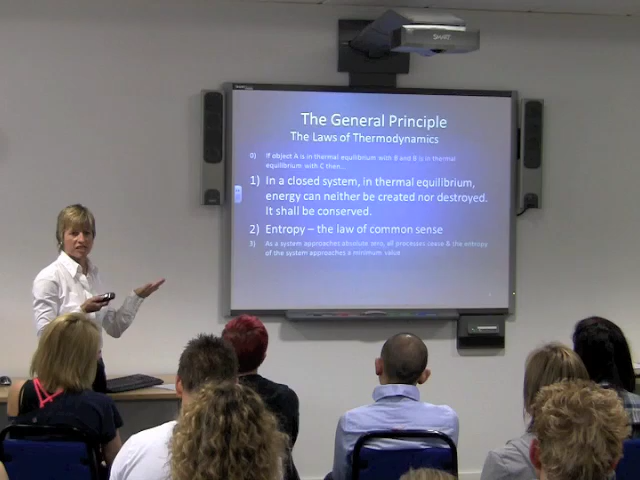 SMART
The General Principle
The Laws of Thermodynamics
0) If object A is in thermal equilibrium with B and B is in thermal
equilibrium with C then...
1) In a closed system, in thermal equilibrium,
energy can neither be created nor destroyed.
It shall be conserved.
2) Entropy – the law of common sense
3) As a system approaches absolute zero, all processes cease & the entropy
of the system approaches a minimum value